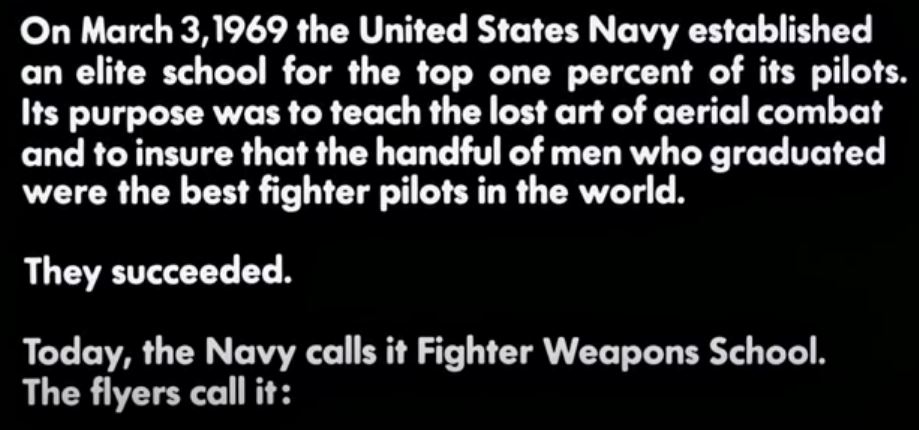 On March 3,1969 the United States Navy established
an elite school for the top one percent of its pilots.
Its purpose was to teach the lost art of aerial combat
and to insure that the handful of men who graduated
were the best fighter pilots in the world.
They succeeded.
Today, the Navy calls it Fighter Weapons School.
The flyers call it: